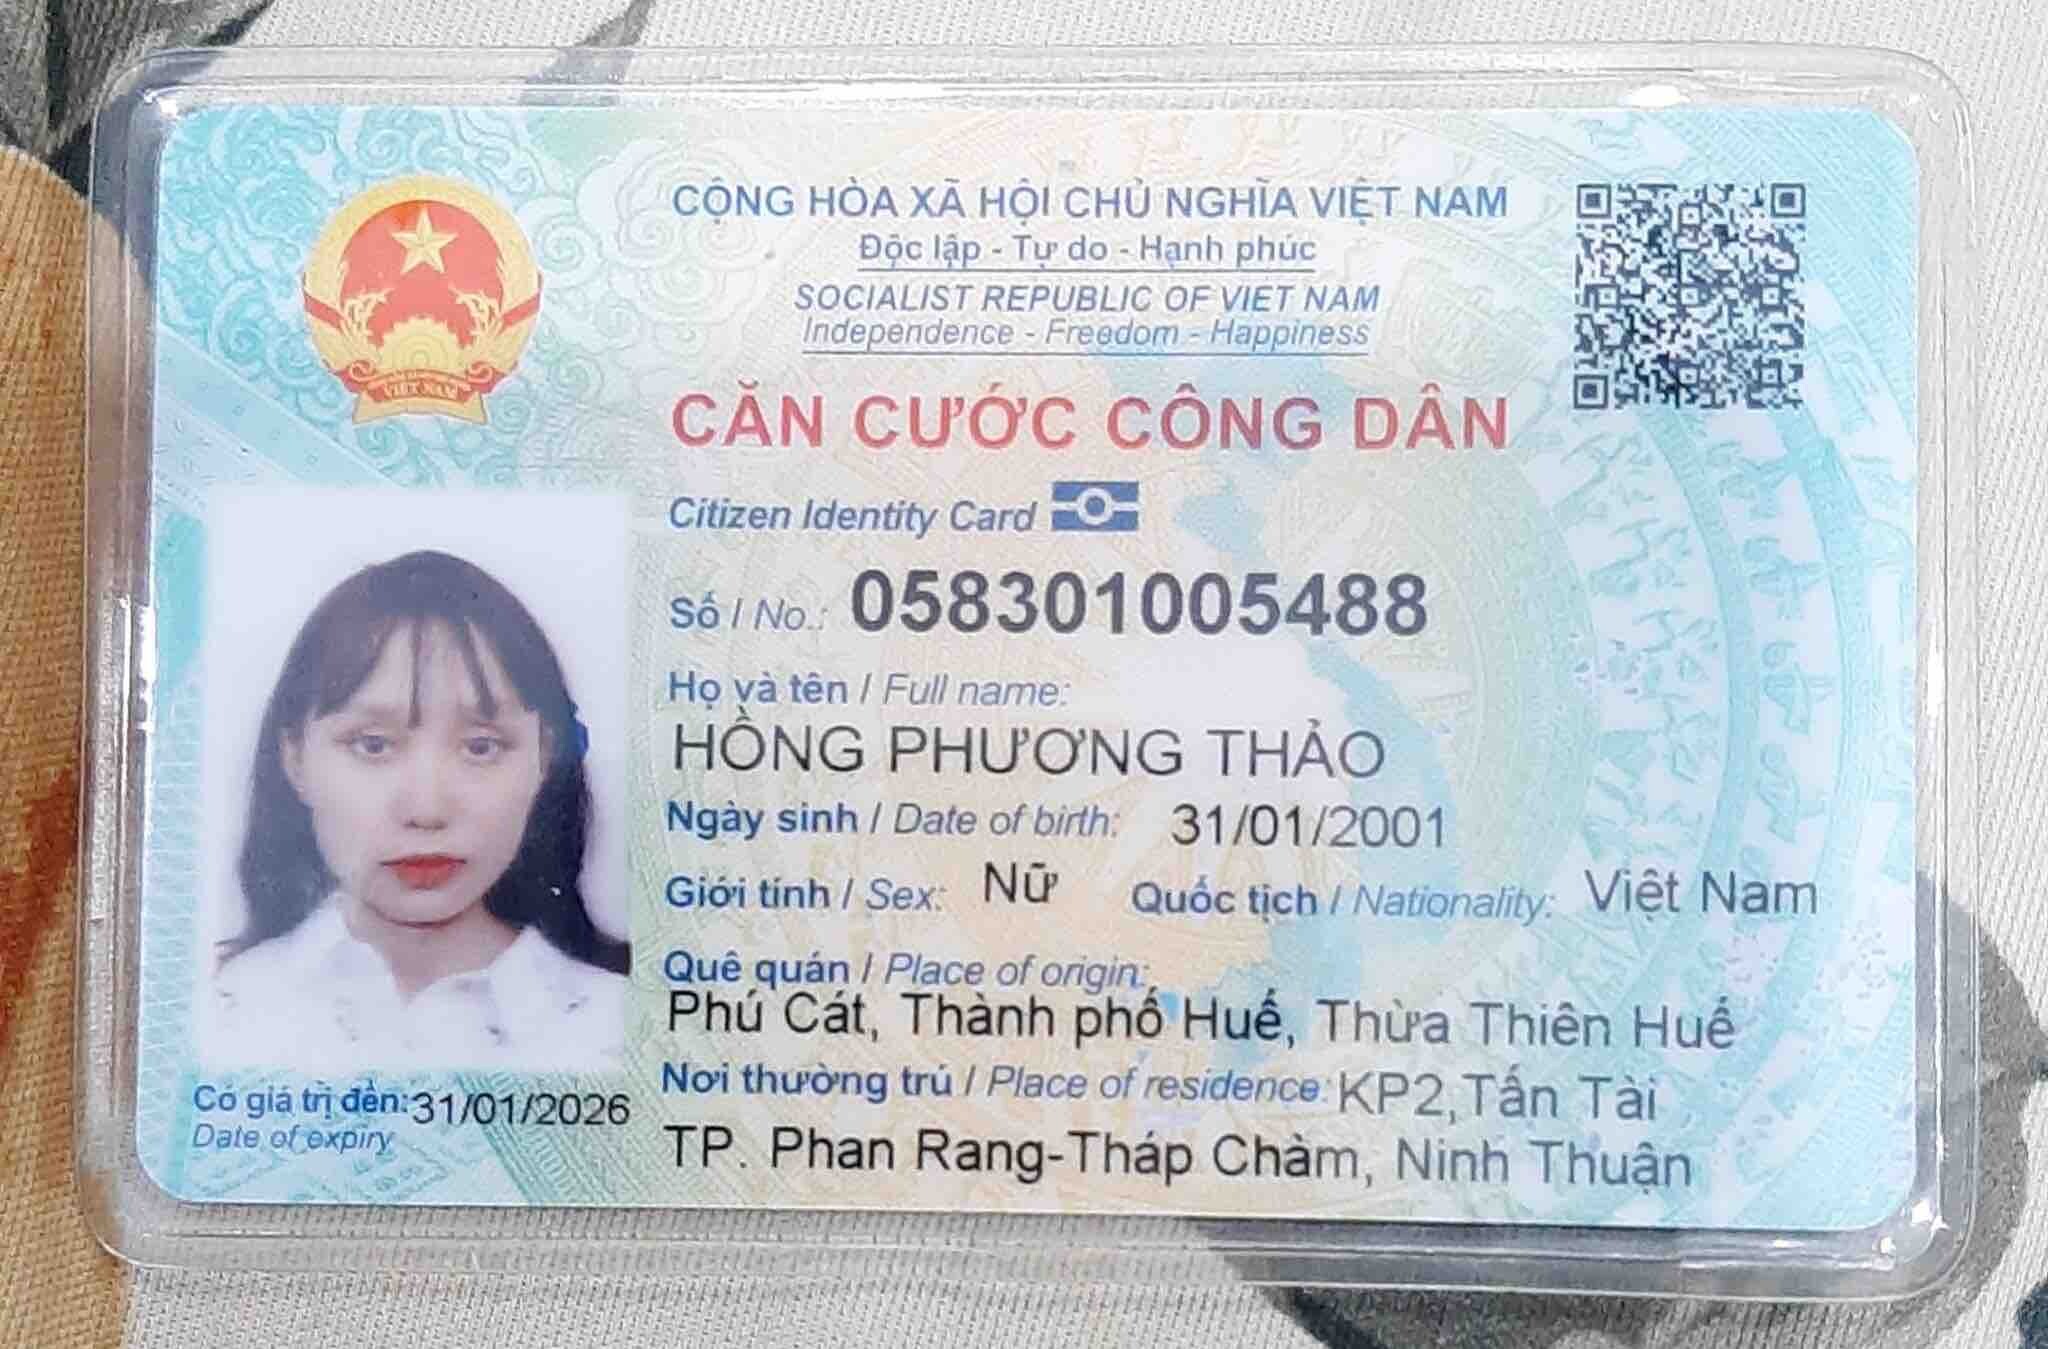 CỘNG HÒA XÃ HỘI CHỦ NGHĨA VIỆT NAM
Độc lập - Tự do - Hạnh phúc
SOCIALIST REPUBLIC OF VIET NAM
Independence - Freedom - Happiness
VIỆT NAM
CĂN CƯỚC CÔNG DÂN
Citizen Identity Card
Số / No.: 058301005488
Họ và tên / Full name:
HỒNG PHƯƠNG THẢO
Ngày sinh / Date of birth: 31/01/2001
Giới tính / Sex: Nữ Quốc tịch / Nationality: Việt Nam
Quê quán / Place of origin:
Phú Cát, Thành phố Huế, Thừa Thiên Huế
Nơi thường trú / Place of residence: KP2,Tấn Tài
TP. Phan Rang-Tháp Chàm, Ninh Thuận
Có giá trị đến: 31/01/2026
Date of expiry